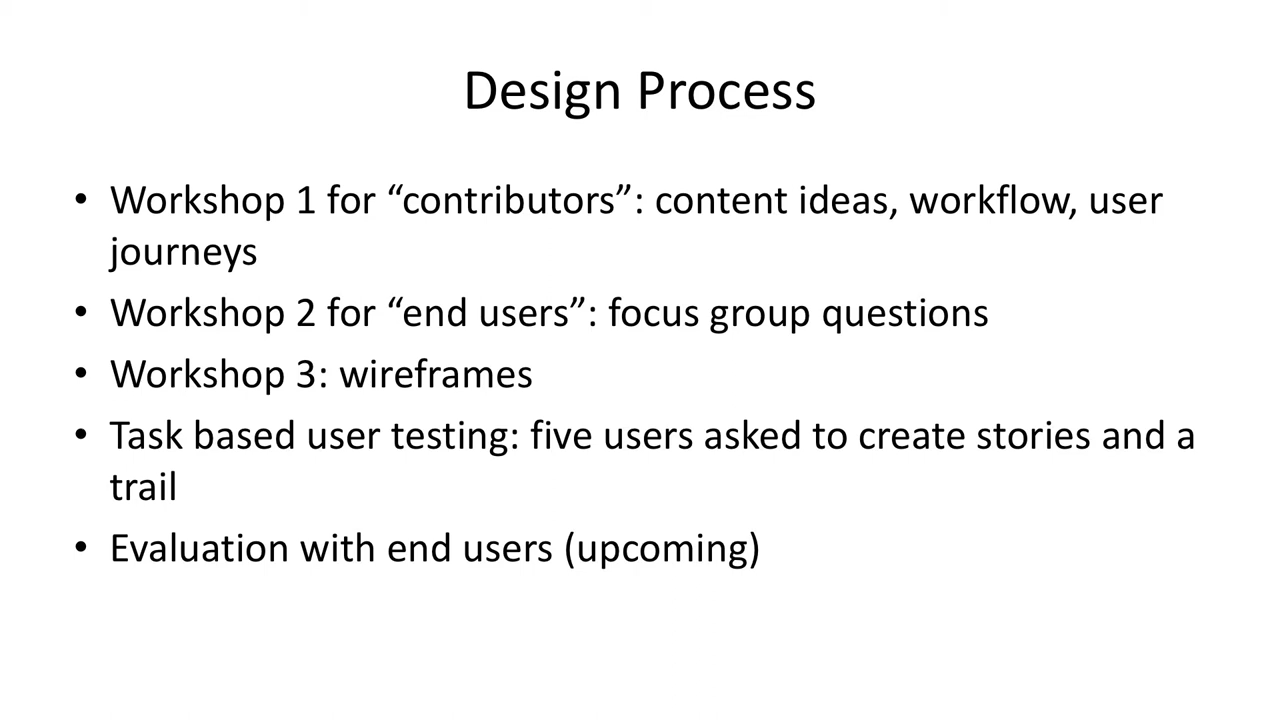 Design Process
• Workshop 1 for “contributors”: content ideas, workflow, user
journeys
• Workshop 2 for “end users”: focus group questions
• Workshop 3: wireframes
• Task based user testing: five users asked to create stories and a
trail
• Evaluation with end users (upcoming)